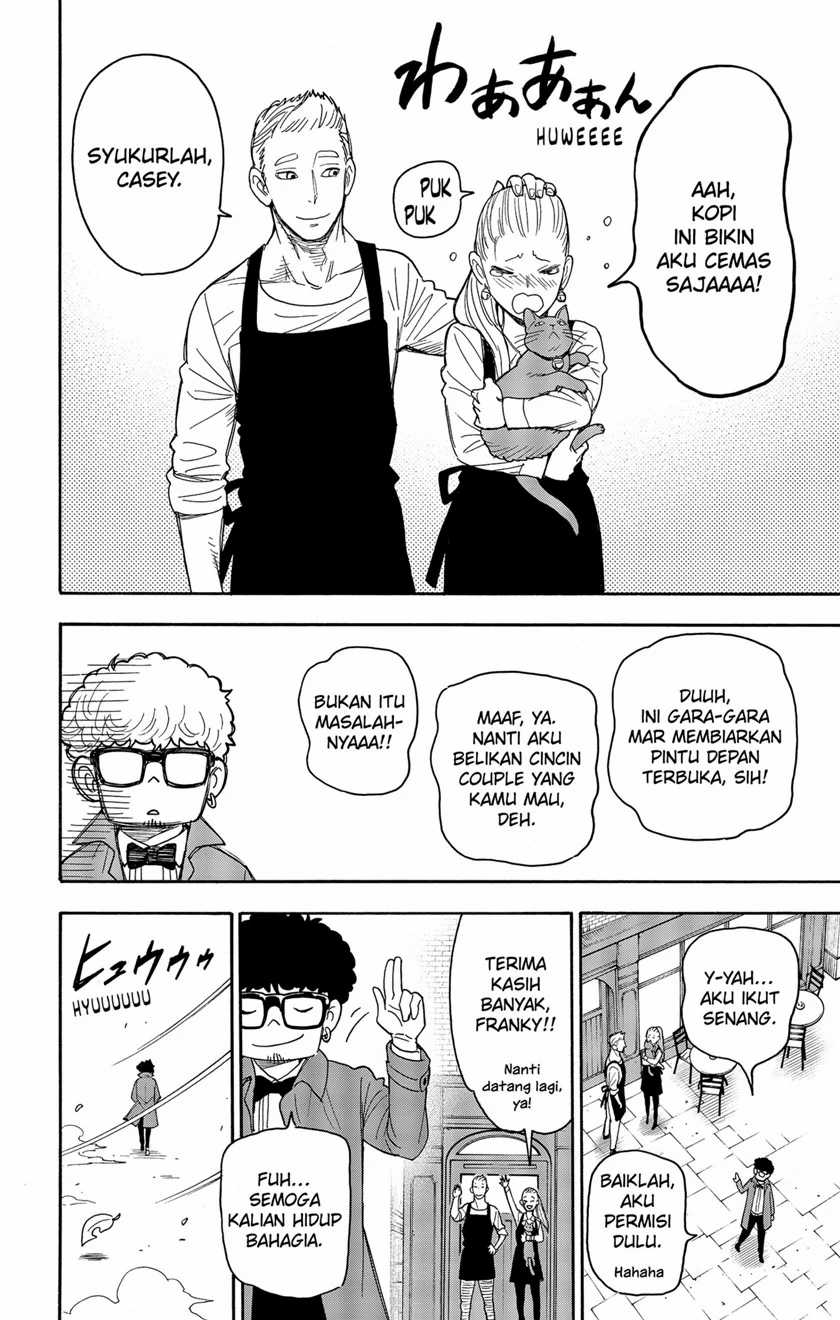 わぁあぁん
HUWEEEE
AAH,
KOPI
INI BIKIN
AKU CEMAS
SAJAAAA!
PUK
PUK
SYUKURLAH,
CASEY.
DUUH,
INI GARA-GARA
MAR MEMBIARKAN
PINTU DEPAN
TERBUKA, SIH!
MAAF, YA.
NANTI AKU
BELIKAN CINCIN
COUPLE YANG
KAMU MAU,
DEH.
BUKAN ITU
MASALAH-
NYAAA!!
Y-YAH...
AKU IKUT
SENANG.
BAIKLAH,
AKU
PERMISI
DULU.
Hahaha
TERIMA
KASIH
BANYAK,
FRANKY!!
Nanti
datang lagi,
ya!
FUH...
SEMOGA
KALIAN HIDUP
BAHAGIA.
ヒュウゥゥ
HYUUUUUU